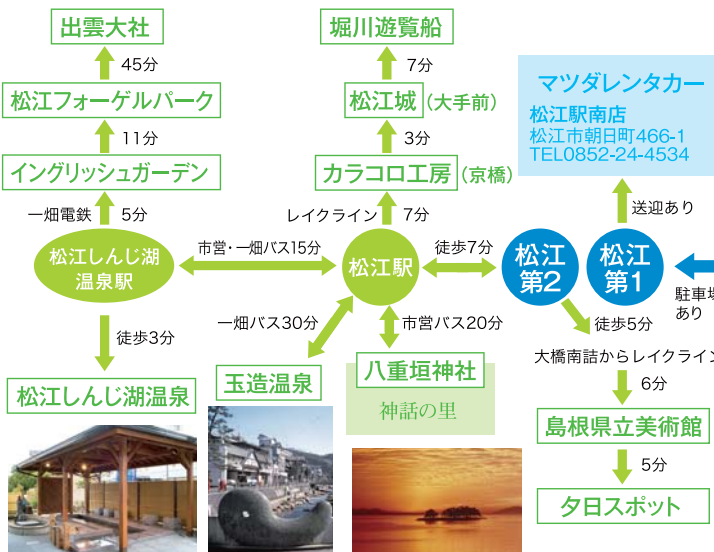 出雲大社
45分
松江フォーゲルパーク
11分
イングリッシュガーデン
一畑電鉄
5分
松江しんじ湖
温泉駅
徒歩3分
松江しんじ湖温泉
市営・一畑バス15分
堀川遊覧船
7分
松江城(大手前)
3分
カラコロ工房(京橋)
レイクライン
7分
松江駅
一畑バス30分
玉造温泉
市営バス20分
八重垣神社
神話の里
徒歩7分
マツダレンタカー
松江駅南店
松江市朝日町466-1
TEL0852-24-4534
送迎あり
松江
第2
松江
第1
駐車場
あり
徒歩5分
大橋南詰からレイクライン
6分
島根県立美術館
5分
夕日スポット